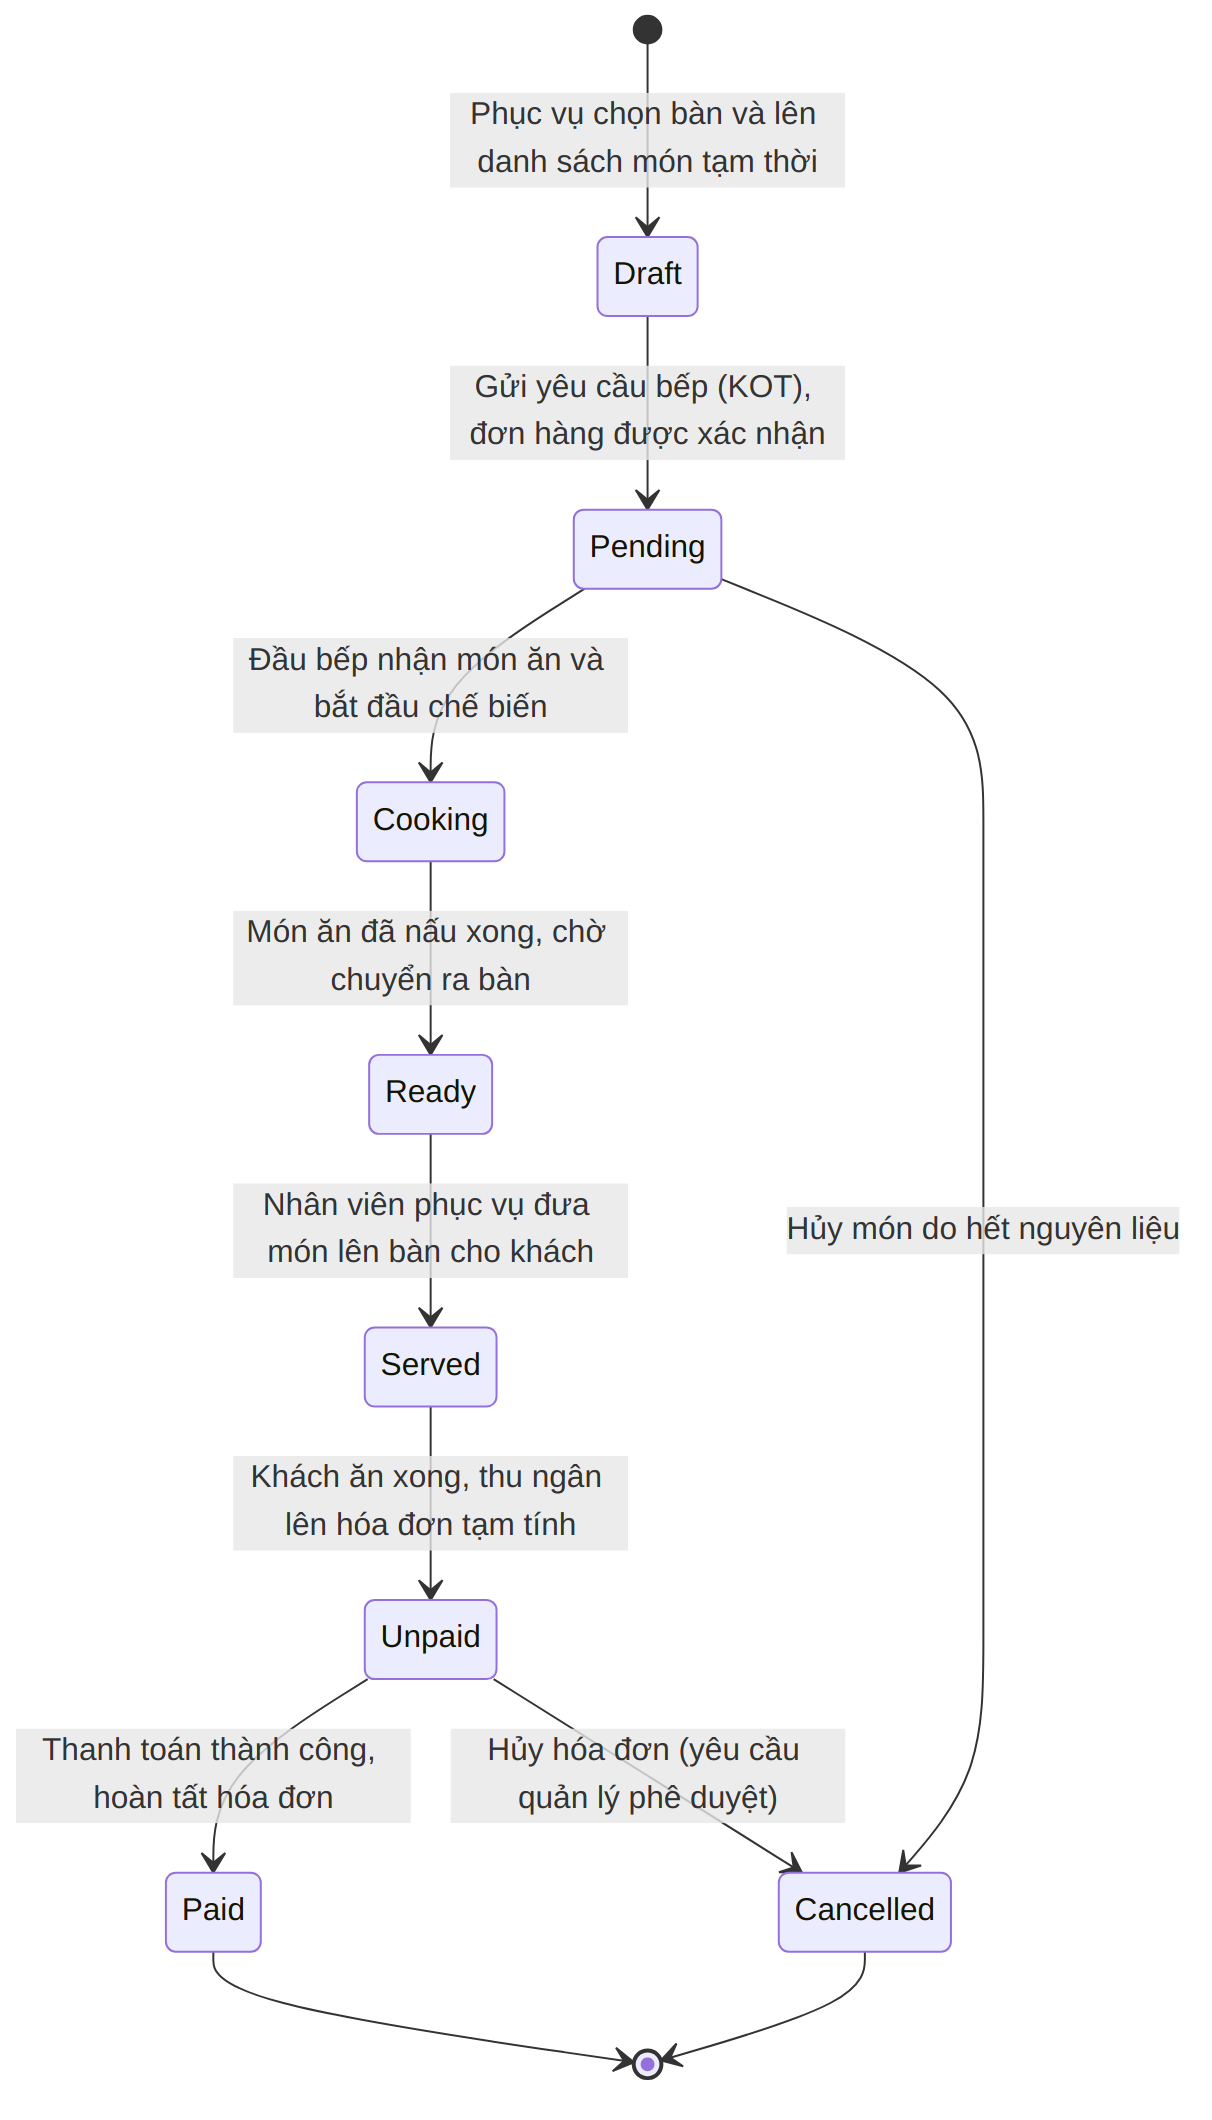 Phục vụ chọn bàn và lên
danh sách món tạm thời
Draft
Gửi yêu cầu bếp (KOT),
đơn hàng được xác nhận
Pending
Đầu bếp nhận món ăn và
bắt đầu chế biến
Cooking
Món ăn đã nấu xong, chờ
chuyển ra bàn
Ready
Nhân viên phục vụ đưa
món lên bàn cho khách
Hủy món do hết nguyên liệu
Served
Khách ăn xong, thu ngân
lên hóa đơn tạm tính
Unpaid
Thanh toán thành công,
hoàn tất hóa đơn
Hủy hóa đơn (yêu cầu
quản lý phê duyệt)
Paid
Cancelled